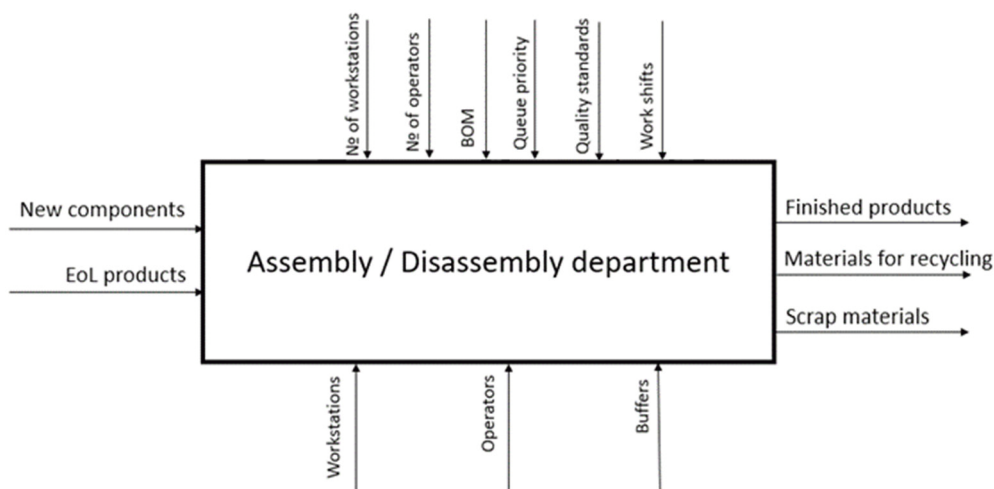 № of workstations
№ of operators
BOM
Queue priority
Quality standards
Work shifts
New components
EoL products
Assembly / Disassembly department
Finished products
Materials for recycling
Scrap materials
Workstations
Operators
Buffers